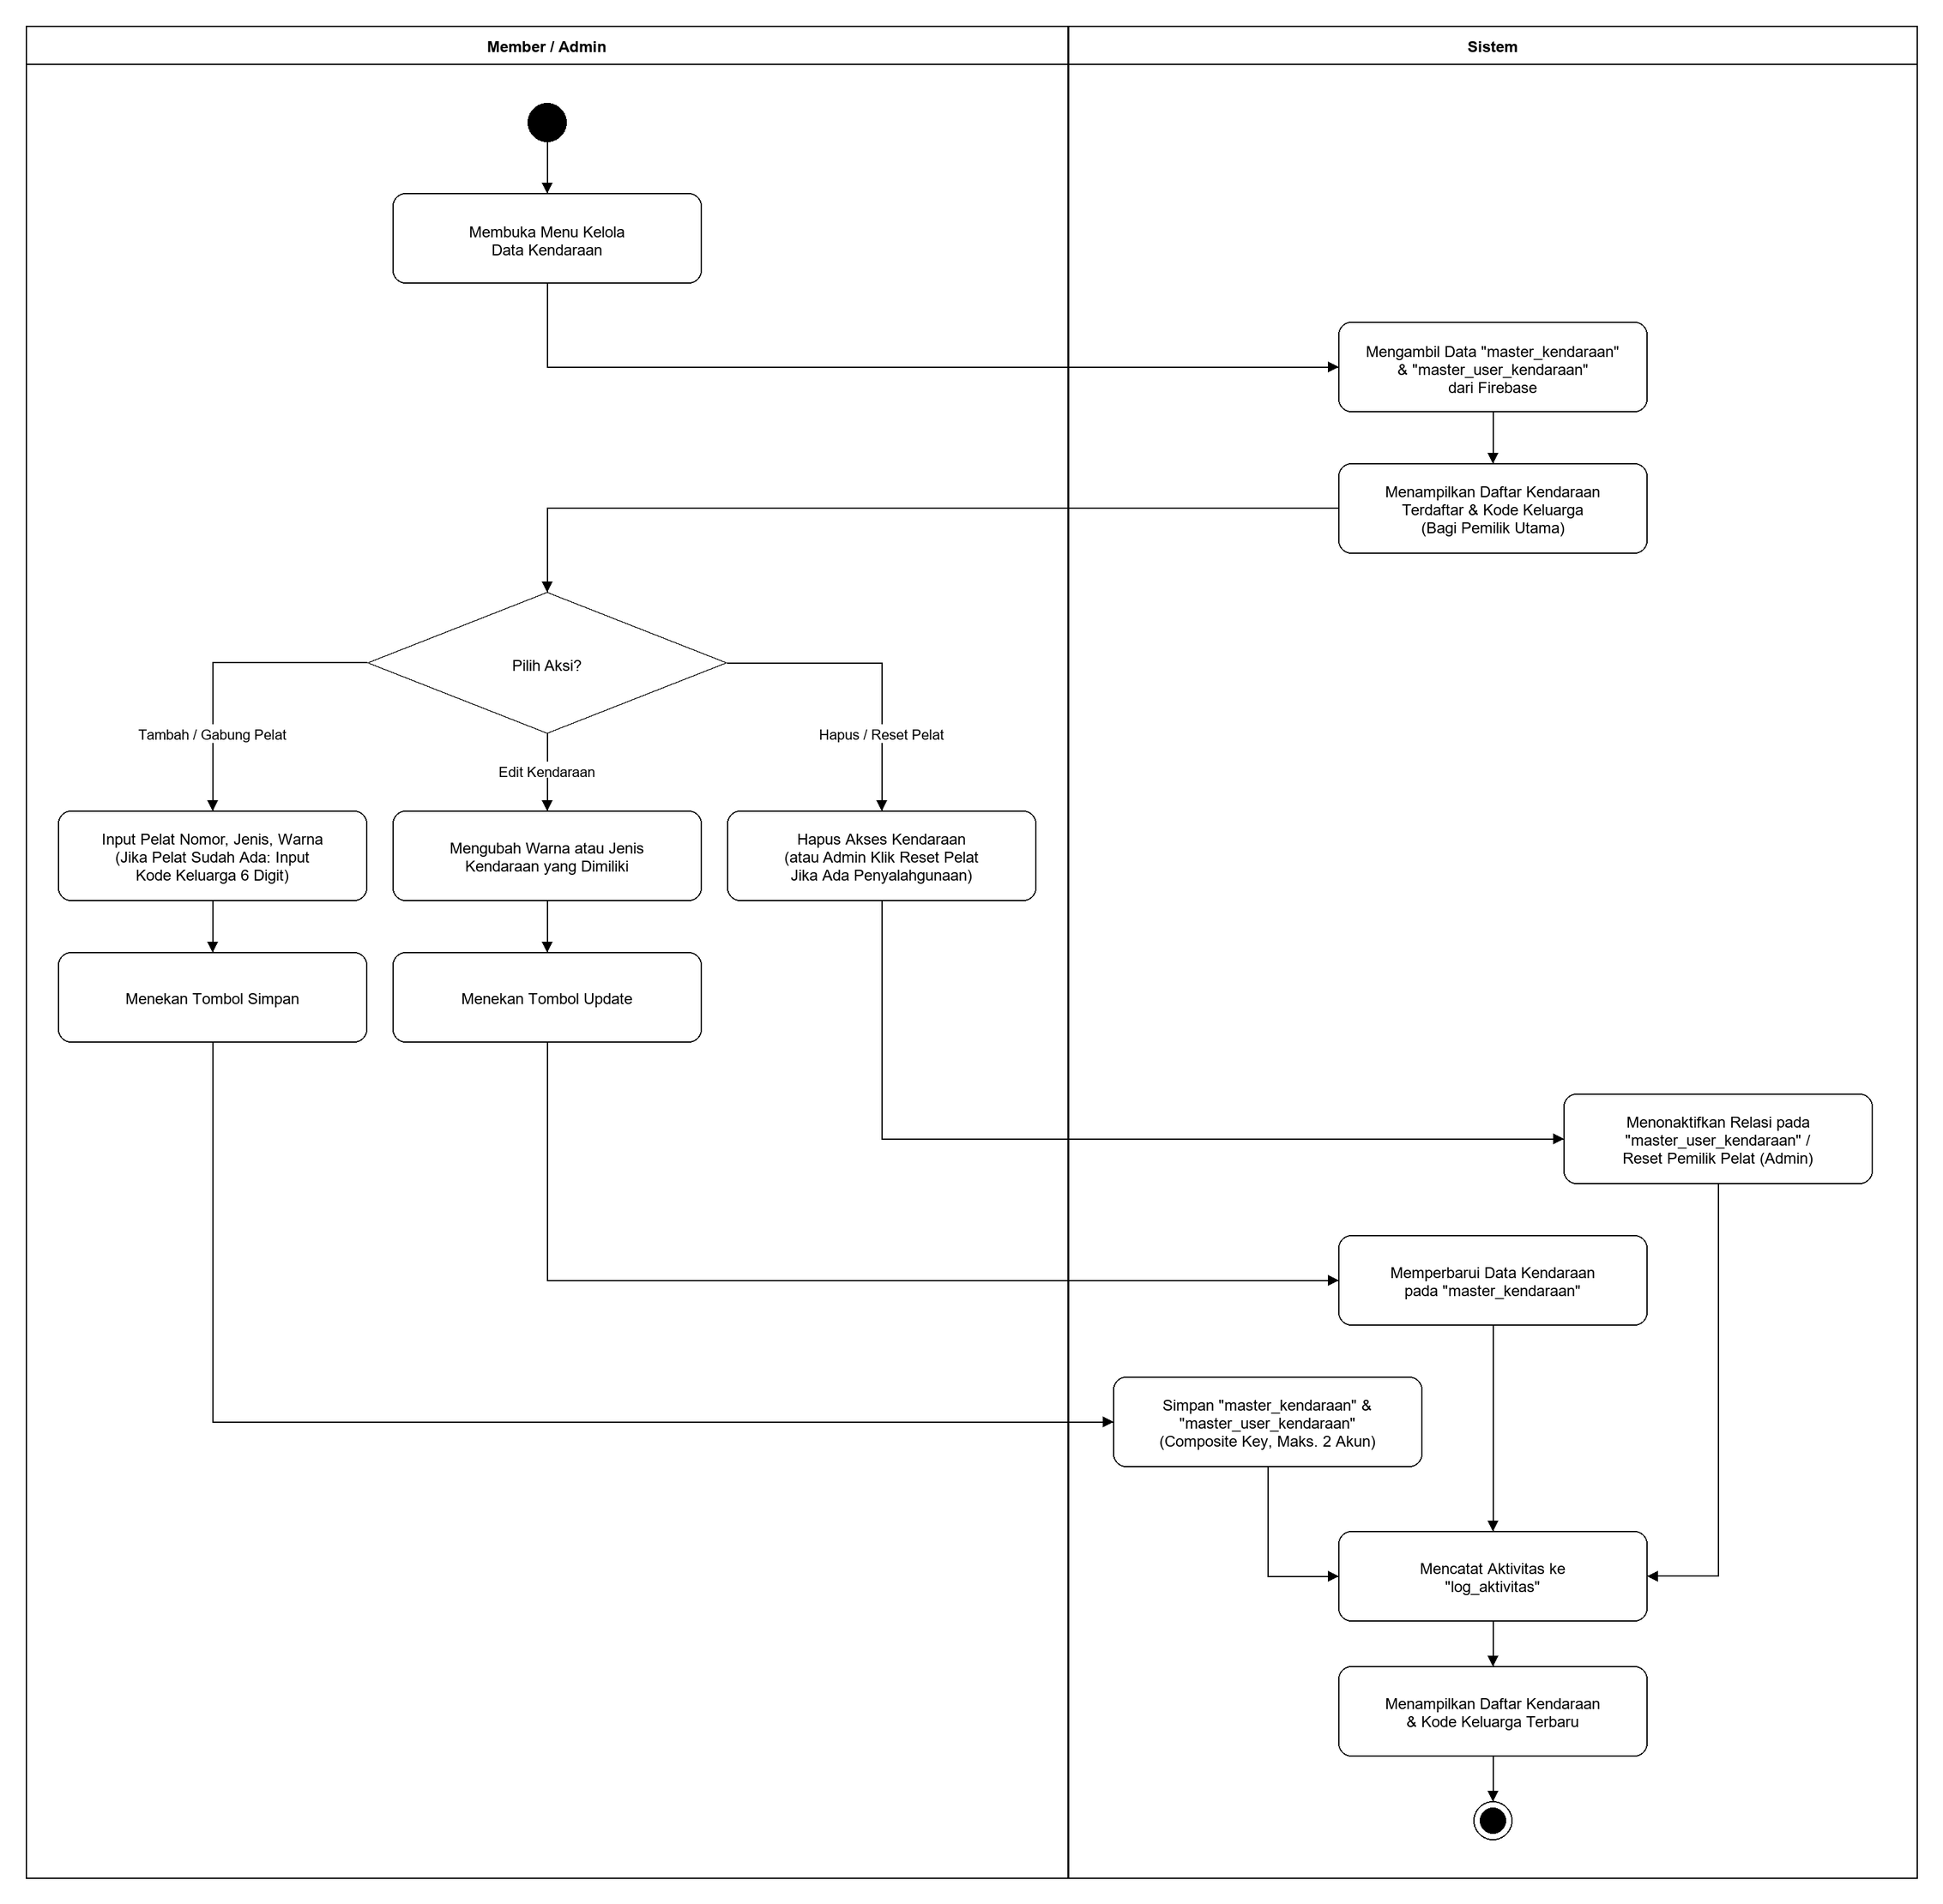 Member / Admin
Sistem
Membuka Menu Kelola
Data Kendaraan
Mengambil Data "master_kendaraan"
& "master_user_kendaraan"
dari Firebase
Menampilkan Daftar Kendaraan
Terdaftar & Kode Keluarga
(Bagi Pemilik Utama)
Pilih Aksi?
Tambah / Gabung Pelat
Edit Kendaraan
Hapus / Reset Pelat
Input Pelat Nomor, Jenis, Warna
(Jika Pelat Sudah Ada: Input
Kode Keluarga 6 Digit)
Mengubah Warna atau Jenis
Kendaraan yang Dimiliki
Hapus Akses Kendaraan
(atau Admin Klik Reset Pelat
Jika Ada Penyalahgunaan)
Menekan Tombol Simpan
Menekan Tombol Update
Menonaktifkan Relasi pada
"master_user_kendaraan" /
Reset Pemilik Pelat (Admin)
Memperbarui Data Kendaraan
pada "master_kendaraan"
Simpan "master_kendaraan" &
"master_user_kendaraan"
(Composite Key, Maks. 2 Akun)
Mencatat Aktivitas ke
"log_aktivitas"
Menampilkan Daftar Kendaraan
& Kode Keluarga Terbaru